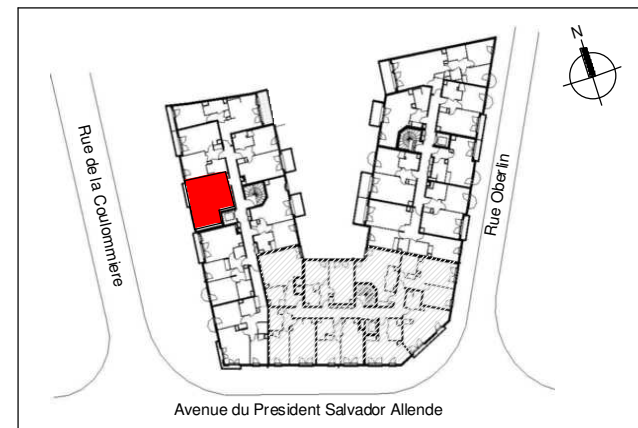 N
Rue de la Coulommiere
Rue Oberlin
Avenue du President Salvador Allende